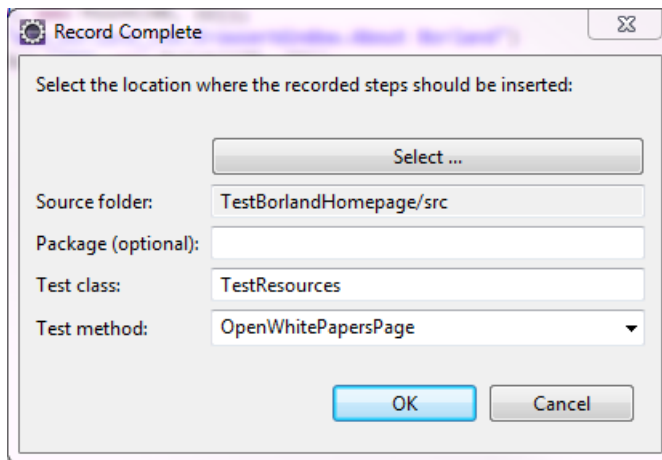 Record Complete
Select the location where the recorded steps should be inserted:
Select ...
Source folder: TestBorlandHomepage/src
Package (optional):
Test class: TestResources
Test method: OpenWhitePapersPage
OK Cancel